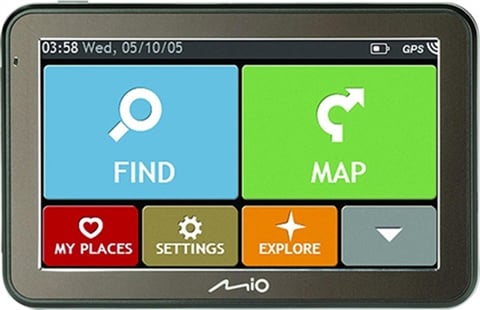 03:58 Wed, 05/10/05 GPS
FIND
MAP
MY PLACES
SETTINGS
EXPLORE
Mio